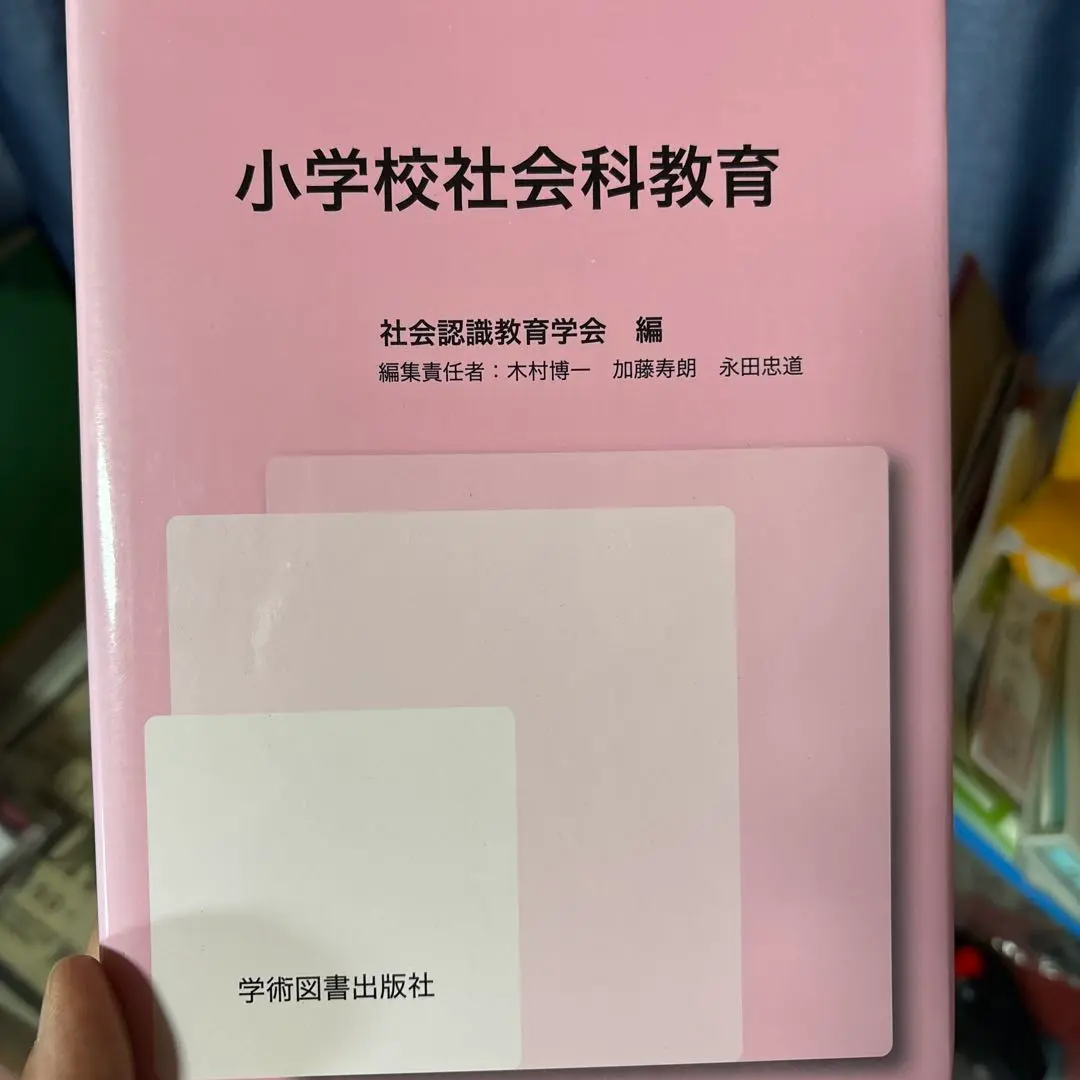 小学校社会科教育
社会認識教育学会　編
編集責任者：木村博一　加藤寿朗　永田忠道
学術図書出版社